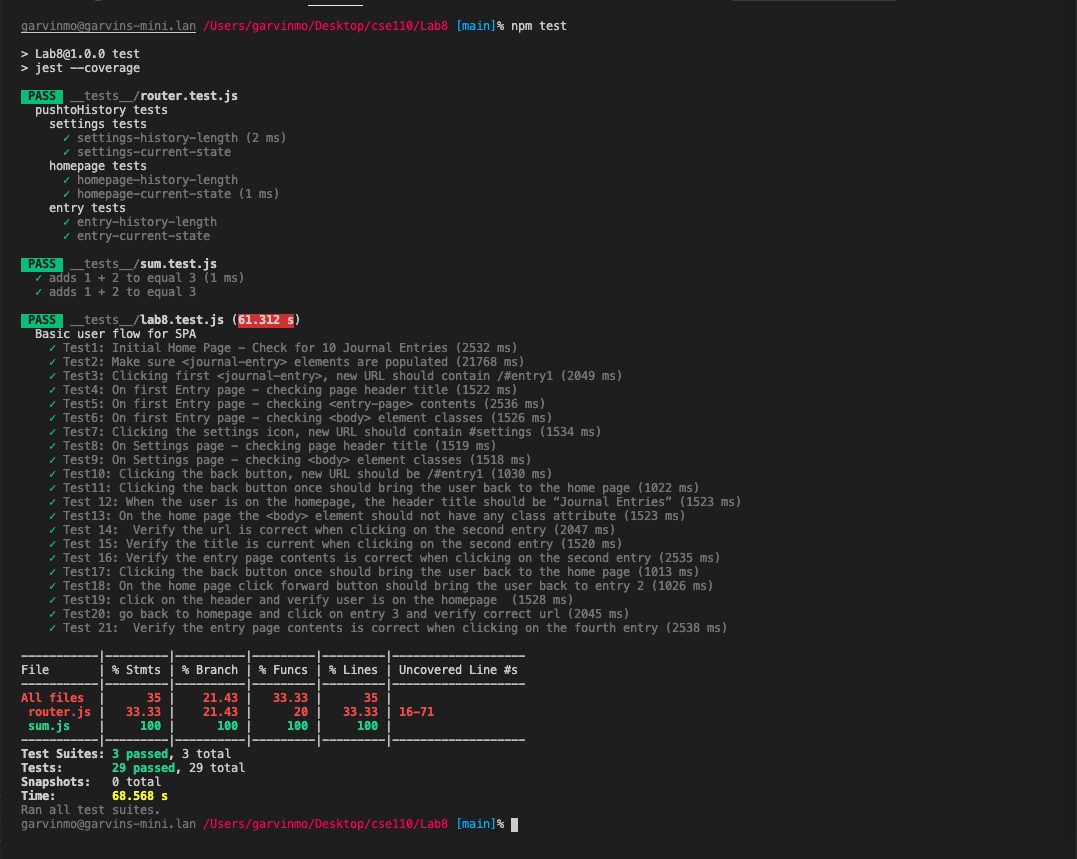 garvinmo@garvins-mini.lan /Users/garvinmo/Desktop/cse110/Lab8 [main]% npm test
> Lab8@1.0.0 test
> jest --coverage
PASS __tests__/router.test.js
pushtoHistory tests
settings tests
✓ settings-history-length (2 ms)
✓ settings-current-state
homepage tests
✓ homepage-history-length
✓ homepage-current-state (1 ms)
entry tests
✓ entry-history-length
✓ entry-current-state
PASS __tests__/sum.test.js
✓ adds 1 + 2 to equal 3 (1 ms)
✓ adds 1 + 2 to equal 3
PASS __tests__/lab8.test.js (61.312 s)
Basic user flow for SPA
✓ Test1: Initial Home Page - Check for 10 Journal Entries (2532 ms)
✓ Test2: Make sure <journal-entry> elements are populated (21768 ms)
✓ Test3: Clicking first <journal-entry>, new URL should contain /#entry1 (2049 ms)
✓ Test4: On first Entry page - checking page header title (1522 ms)
✓ Test5: On first Entry page - checking <entry-page> contents (2536 ms)
✓ Test6: On first Entry page - checking <body> element classes (1526 ms)
✓ Test7: Clicking the settings icon, new URL should contain #settings (1534 ms)
✓ Test8: On Settings page - checking page header title (1519 ms)
✓ Test9: On Settings page - checking <body> element classes (1518 ms)
✓ Test10: Clicking the back button, new URL should be /#entry1 (1030 ms)
✓ Test11: Clicking the back button once should bring the user back to the home page (1022 ms)
✓ Test 12: When the user is on the homepage, the header title should be “Journal Entries” (1523 ms)
✓ Test13: On the home page the <body> element should not have any class attribute (1523 ms)
✓ Test 14:  Verify the url is correct when clicking on the second entry (2047 ms)
✓ Test 15: Verify the title is current when clicking on the second entry (1520 ms)
✓ Test 16: Verify the entry page contents is correct when clicking on the second entry (2535 ms)
✓ Test17: Clicking the back button once should bring the user back to the home page (1013 ms)
✓ Test18: On the home page click forward button should bring the user back to entry 2 (1026 ms)
✓ Test19: click on the header and verify user is on the homepage  (1528 ms)
✓ Test20: go back to homepage and click on entry 3 and verify correct url (2045 ms)
✓ Test 21:  Verify the entry page contents is correct when clicking on the fourth entry (2538 ms)
-----------|---------|----------|---------|---------|-------------------
File | % Stmts | % Branch | % Funcs | % Lines | Uncovered Line #s
-----------|---------|----------|---------|---------|-------------------
All files | 35 | 21.43 | 33.33 | 35 |
router.js | 33.33 | 21.43 | 20 | 33.33 | 16-71
sum.js | 100 | 100 | 100 | 100 |
-----------|---------|----------|---------|---------|-------------------
Test Suites: 3 passed, 3 total
Tests: 29 passed, 29 total
Snapshots: 0 total
Time: 68.568 s
Ran all test suites.
garvinmo@garvins-mini.lan /Users/garvinmo/Desktop/cse110/Lab8 [main]%